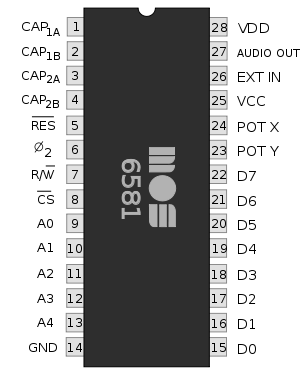 CAP1A 1 28 VDD
CAP1B 2 27 AUDIO OUT
CAP2A 3 26 EXT IN
CAP2B 4 25 VCC
R̅E̅S̅ 5 24 POT X
Ø2 6 23 POT Y
R/W̅ 7 22 D7
C̅S̅ 8 21 D6
A0 9 20 D5
A1 10 19 D4
A2 11 18 D3
A3 12 17 D2
A4 13 16 D1
GND 14 15 D0
mos
6581